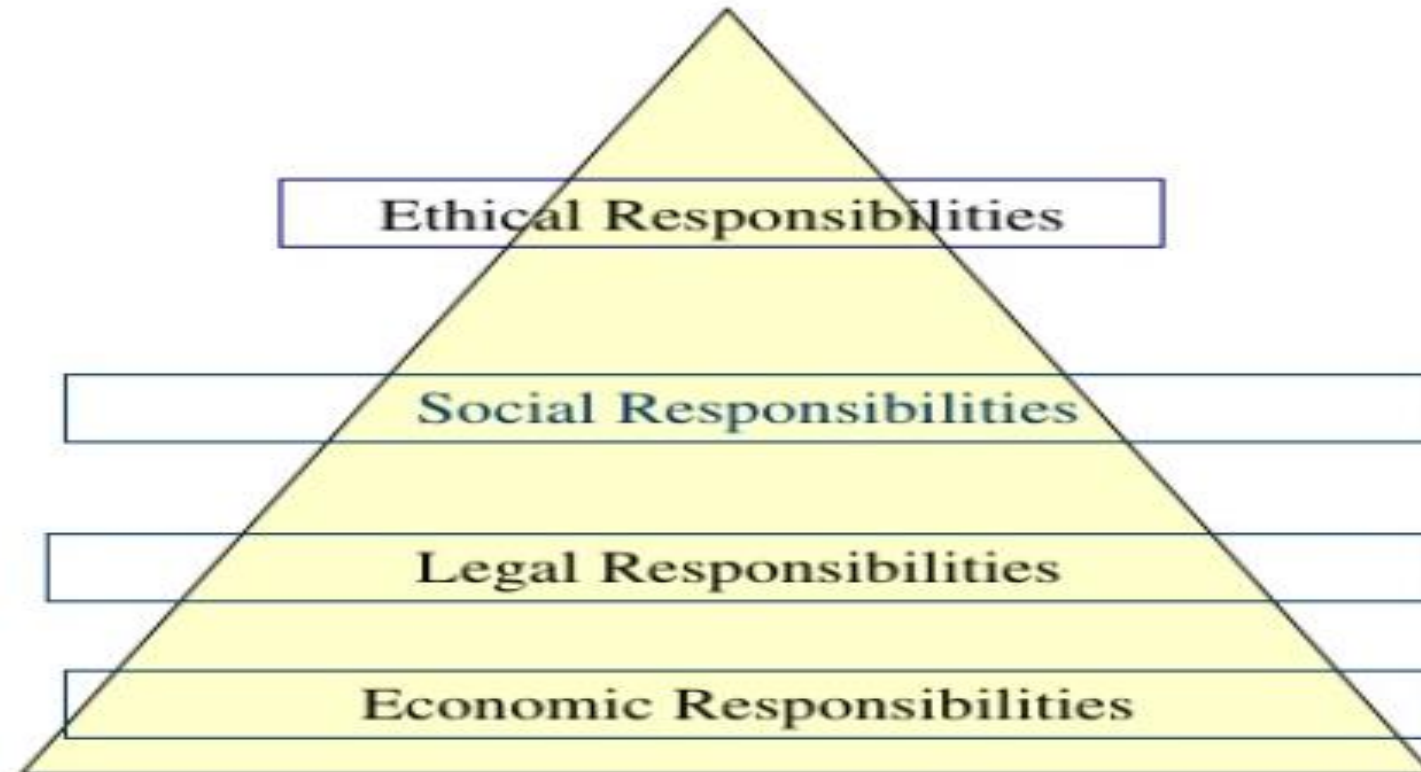 Ethical Responsibilities
Social Responsibilities
Legal Responsibilities
Economic Responsibilities